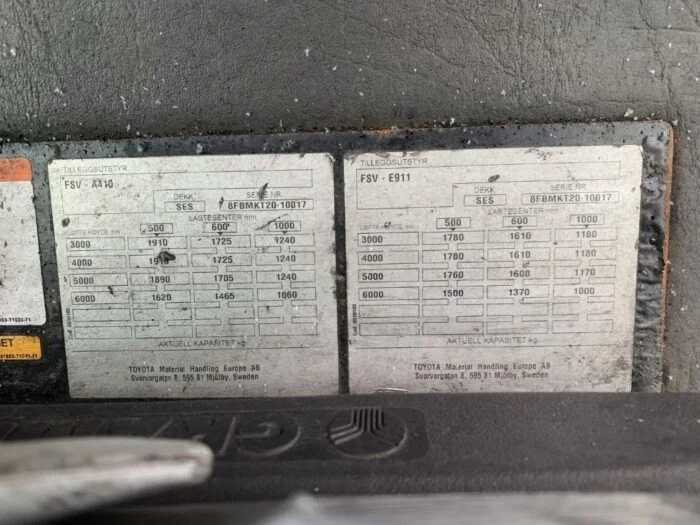 TILLEGGSUTSTYR
FSV - A410
DEKK SERIE NR.
SES 8FBMKT20-10017
LASTESENTER mm
LØFTEHØYDE mm 500 600 1000
3000 1910 1725 1240
4000 1725 1240
5000 1890 1705 1240
6000 1620 1465 1060
AKTUELL KAPASITET kg
TOYOTA Material Handling Europe AB
Svarvargatan 8, 595 81 Mjölby, Sweden
TILLEGGSUTSTYR
FSV - E911
DEKK SERIE NR.
SES 8FBMKT20-10017
LASTESENTER mm
LØFTEHØYDE mm 500 600 1000
3000 1780 1610 1180
4000 1780 1610 1180
5000 1760 1600 1170
6000 1500 1370 1000
AKTUELL KAPASITET kg
TOYOTA Material Handling Europe AB
Svarvargatan 8, 595 81 Mjölby, Sweden